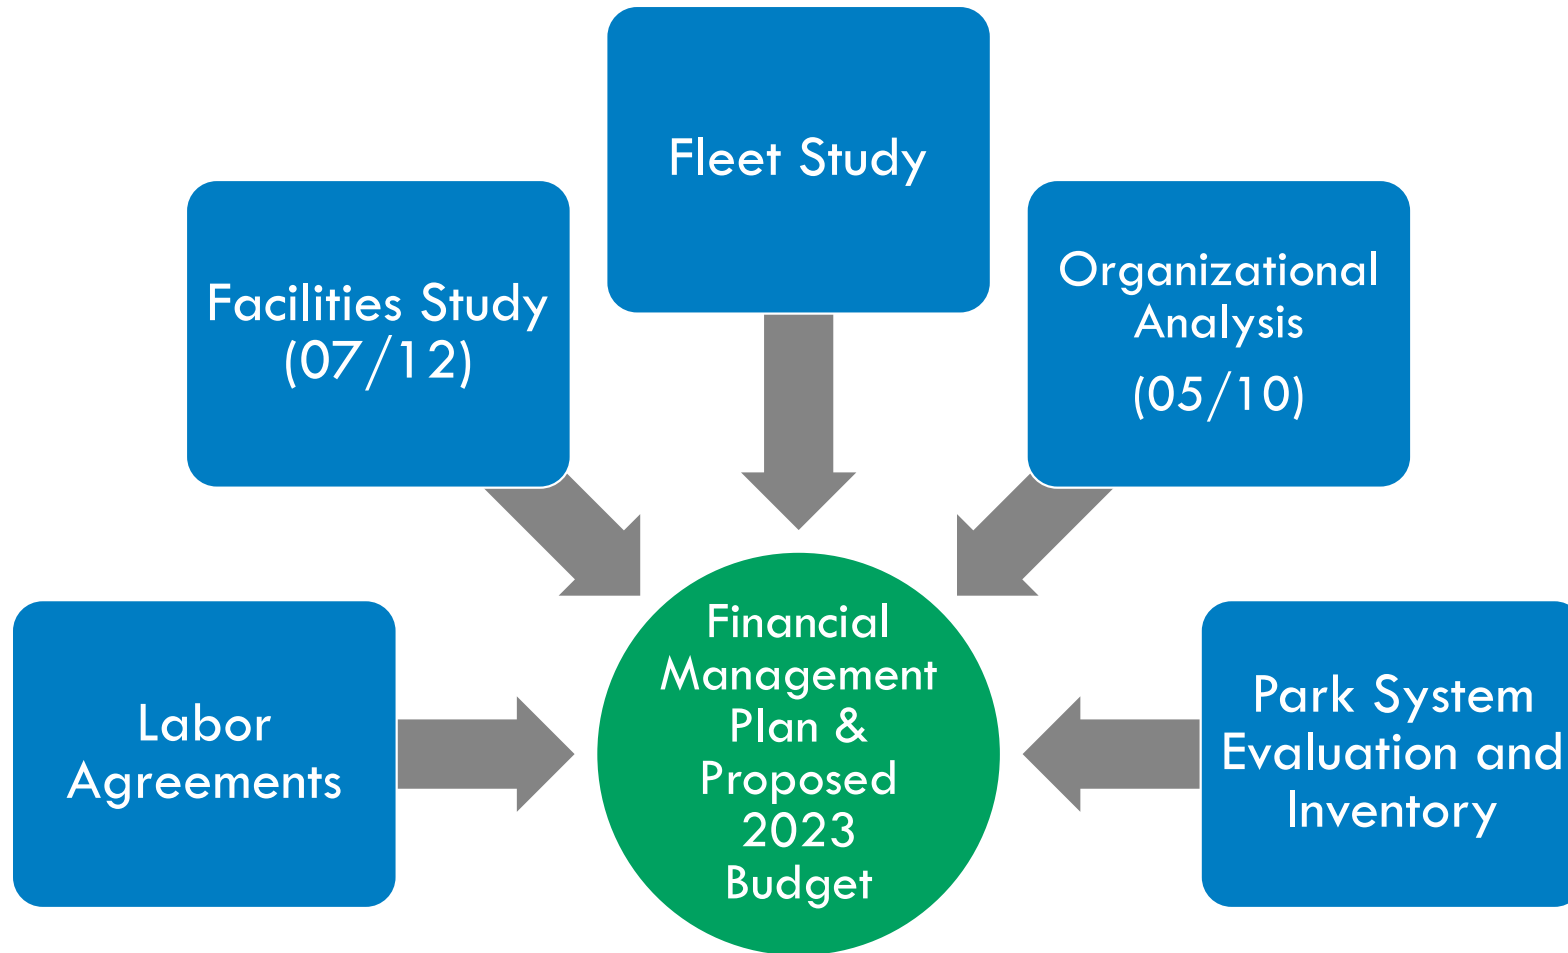 Fleet Study
Facilities Study
(07/12)
Organizational
Analysis
(05/10)
Labor
Agreements
Financial
Management
Plan &
Proposed
2023
Budget
Park System
Evaluation and
Inventory